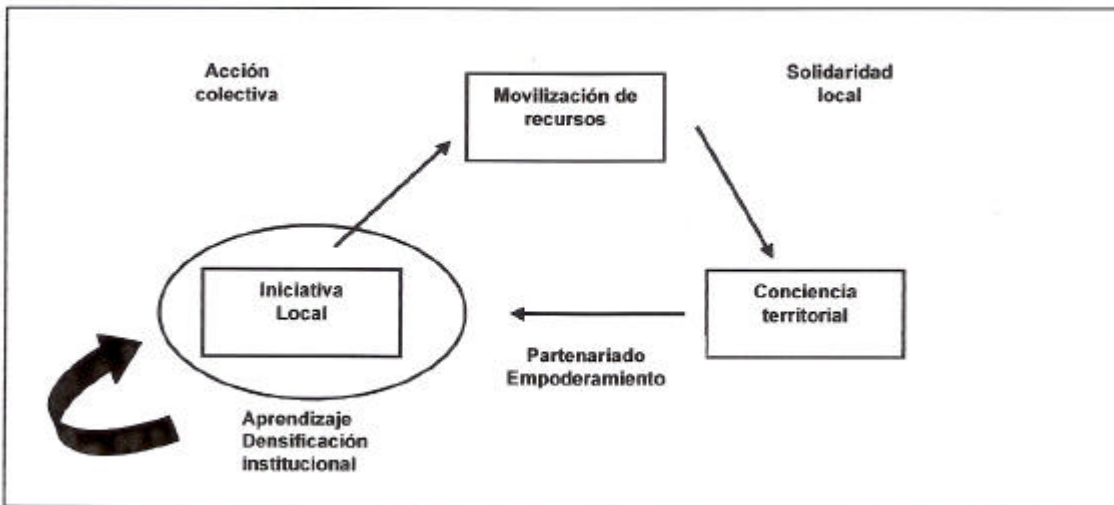 Acción
colectiva
Movilización de
recursos
Solidaridad
local
Iniciativa
Local
Conciencia
territorial
Partenariado
Empoderamiento
Aprendizaje
Densificación
institucional